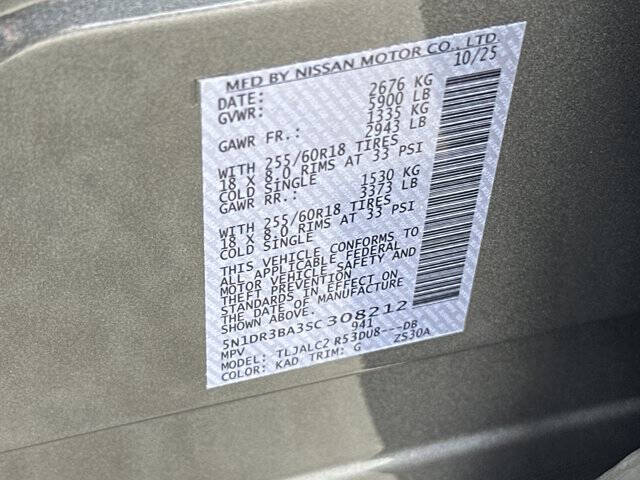 MFD BY NISSAN MOTOR CO., LTD.
DATE: 10/25
GVWR: 2676 KG
5900 LB
GAWR FR.: 1335 KG
2943 LB
WITH 255/60R18 TIRES
18 X 8.0 RIMS AT 33 PSI
COLD SINGLE
GAWR RR.: 1530 KG
3373 LB
WITH 255/60R18 TIRES
18 X 8.0 RIMS AT 33 PSI
COLD SINGLE
THIS VEHICLE CONFORMS TO
ALL APPLICABLE FEDERAL
MOTOR VEHICLE SAFETY AND
THEFT PREVENTION
STANDARDS IN EFFECT ON
THE DATE OF MANUFACTURE
SHOWN ABOVE.
5N1DR3BA3SC308212
MPV 941
MODEL: TLJALC2 R53DU8---DB
COLOR: KAD TRIM: G ZS30A